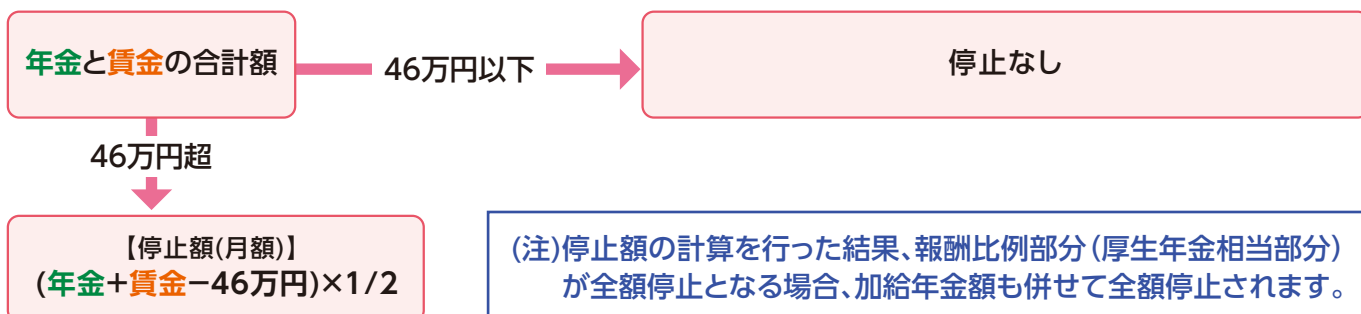 年金と賃金の合計額
46万円以下
停止なし
46万円超
【停止額(月額)】
(年金+賃金−46万円)×1/2
(注)停止額の計算を行った結果、報酬比例部分(厚生年金相当部分)
が全額停止となる場合、加給年金額も併せて全額停止されます。